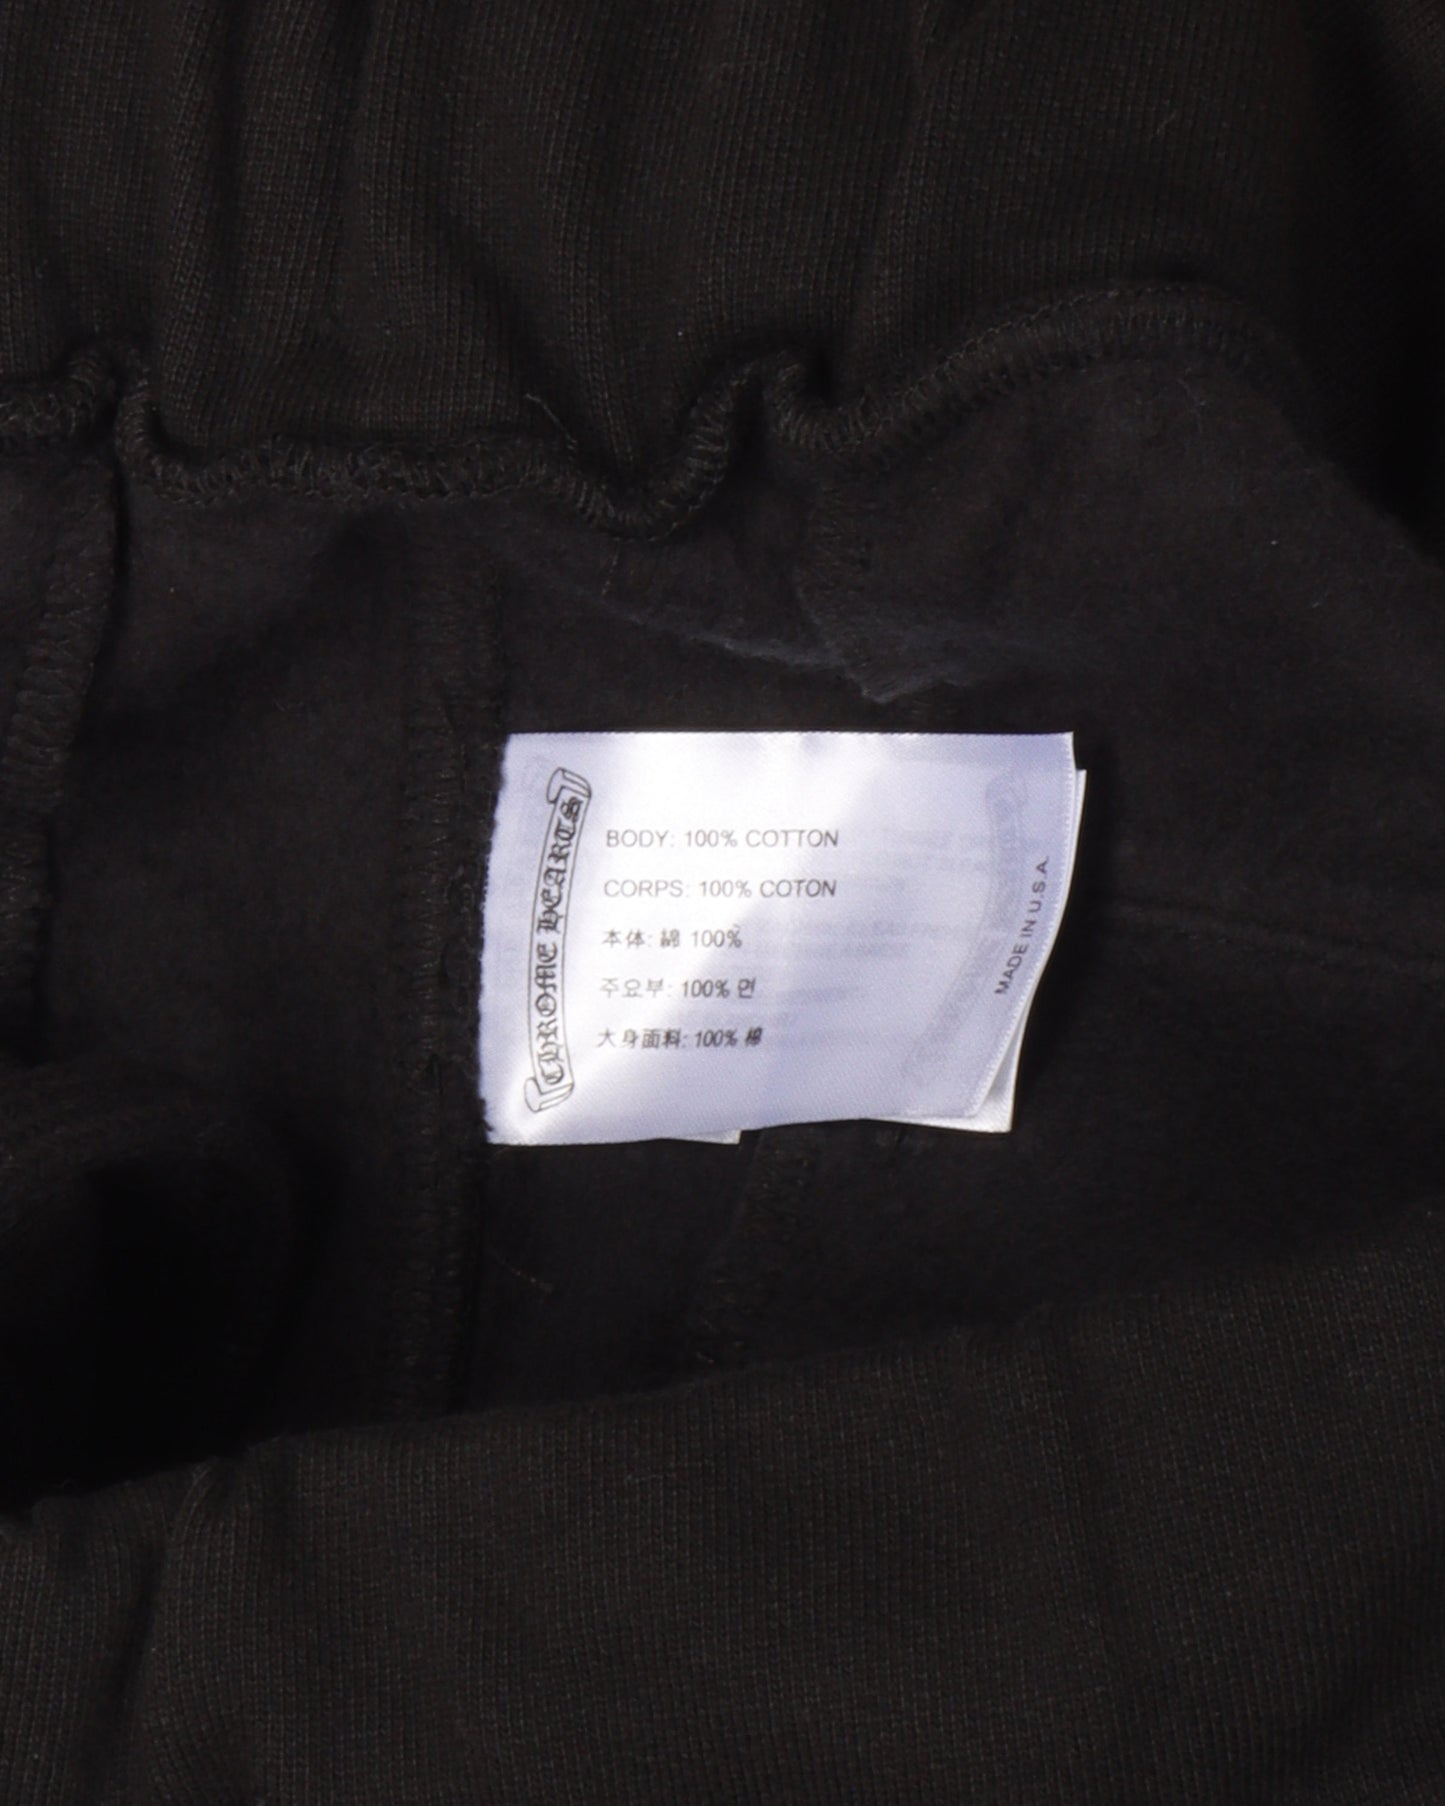 CHROME HEARTS
BODY: 100% COTTON
CORPS: 100% COTON
本体: 綿 100%
주요부: 100% 면
大身面料: 100% 棉
MADE IN U.S.A.